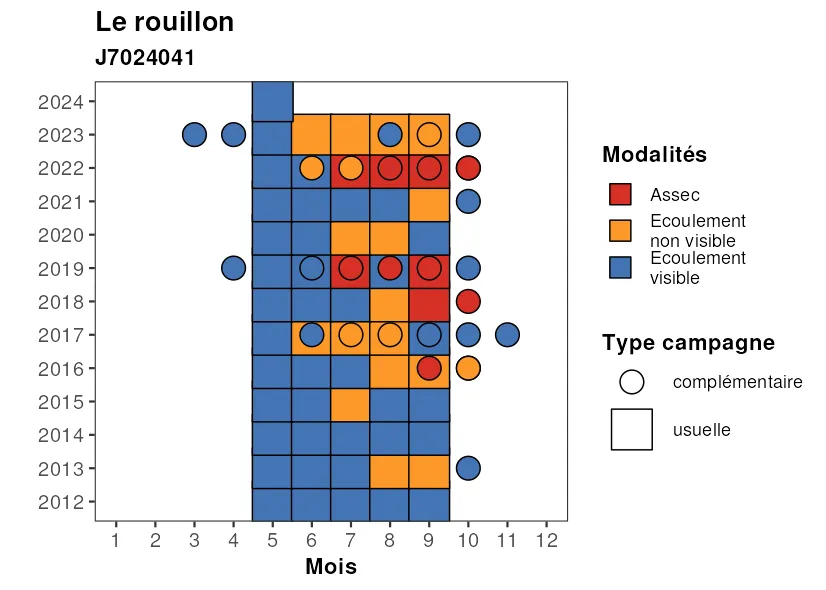 Le rouillon
J7024041
2024
2023
2022
2021
2020
2019
2018
2017
2016
2015
2014
2013
2012
1 2 3 4 5 6 7 8 9 10 11 12
Mois
Modalités
Assec
Ecoulement
non visible
Ecoulement
visible
Type campagne
complémentaire
usuelle